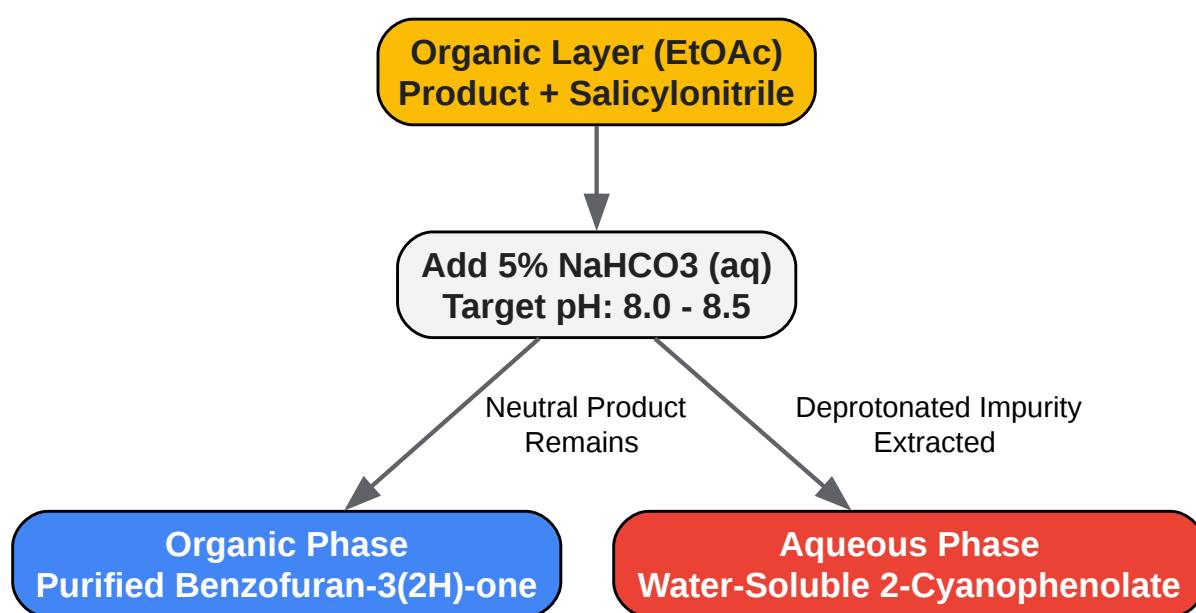 Organic Layer (EtOAc)
Product + Salicylonitrile
Add 5% NaHCO3 (aq)
Target pH: 8.0 - 8.5
Neutral Product
Remains
Deprotonated Impurity
Extracted
Organic Phase
Purified Benzofuran-3(2H)-one
Aqueous Phase
Water-Soluble 2-Cyanophenolate